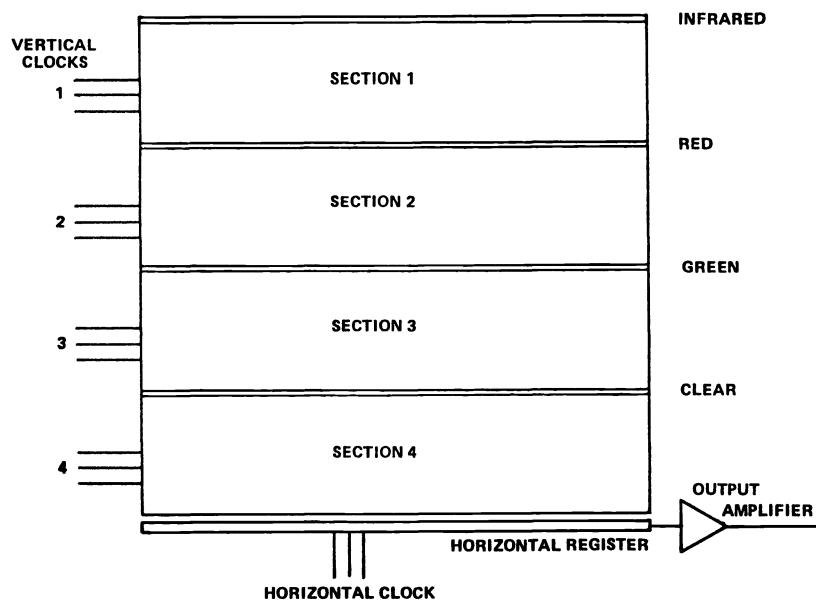 INFRARED
VERTICAL
CLOCKS
1
SECTION 1
RED
2
SECTION 2
GREEN
3
SECTION 3
CLEAR
4
SECTION 4
OUTPUT
AMPLIFIER
HORIZONTAL REGISTER
HORIZONTAL CLOCK